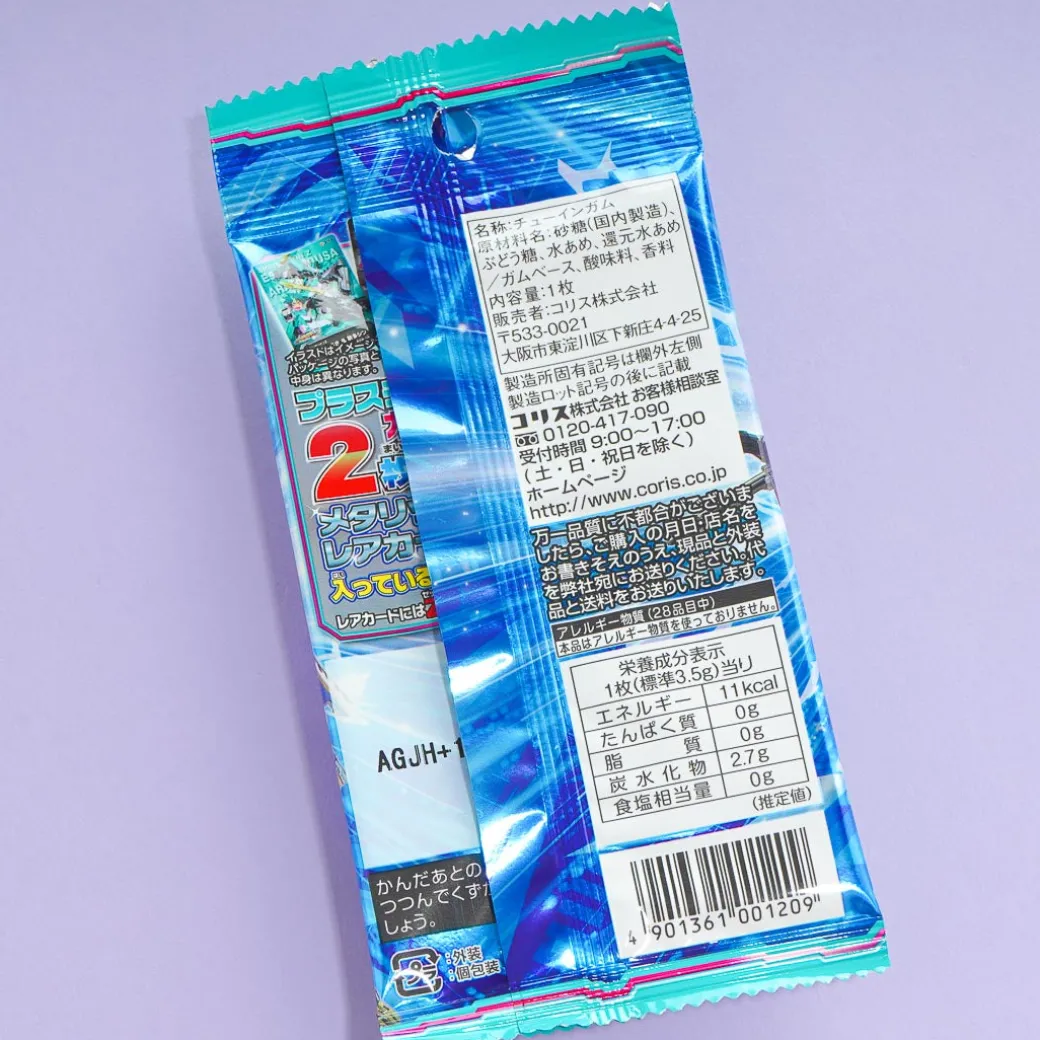 名称:チューインガム
原材料名:砂糖(国内製造)、
ぶどう糖、水あめ、還元水あめ
/ガムベース、酸味料、香料
内容量:1枚
販売者:コリス株式会社
〒533-0021
大阪市東淀川区下新庄4-4-25
製造所固有記号は欄外左側
製造ロット記号の後に記載
コリス株式会社 お客様相談室
0120-417-090
受付時間 9:00〜17:00
(土・日・祝日を除く)
ホームページ
http://www.coris.co.jp
万一品質に不都合がございま
したら、ご購入の月日・店名を
お書きそえのうえ、現品と外装
を弊社宛にお送りください。代
品と送料をお送りいたします。
アレルギー物質(28品目中)
本品はアレルギー物質を使っておりません。
栄養成分表示
1枚(標準3.5g)当り
エネルギー 11kcal
たんぱく質 0g
脂質 0g
炭水化物 2.7g
食塩相当量 0g
(推定値)
4 901361 001209
イラストはイメージ
パッケージの写真と
中身は異なります。
プラス
2
メタリ
レアカー
入っている
レアカードには
AGJH+1
かんだあとの
つつんでくず
しょう。
プラ
:外装
:個包装